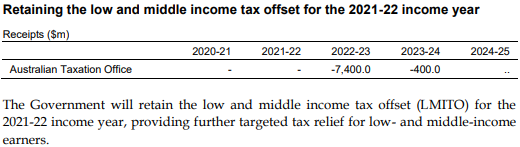 Retaining the low and middle income tax offset for the 2021-22 income year
Receipts ($m)
2020-21 2021-22 2022-23 2023-24 2024-25
Australian Taxation Office - - -7,400.0 -400.0 ..
The Government will retain the low and middle income tax offset (LMITO) for the
2021-22 income year, providing further targeted tax relief for low- and middle-income
earners.